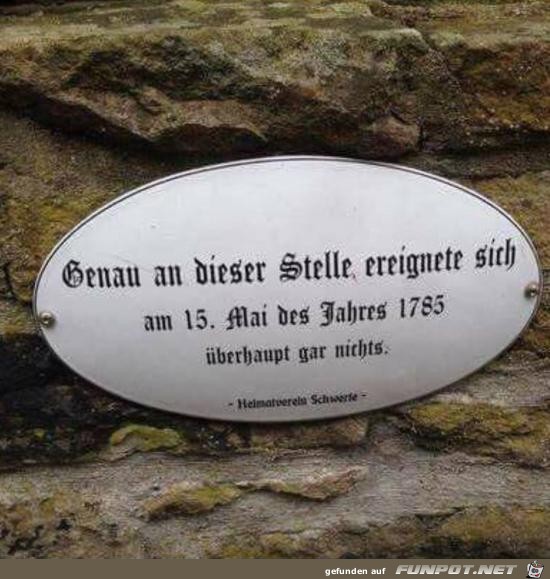 Genau an dieser Stelle ereignete sich
am 15. Mai des Jahres 1785
überhaupt gar nichts.
- Heimatverein Schwerte -
gefunden auf FUNPOT.NET